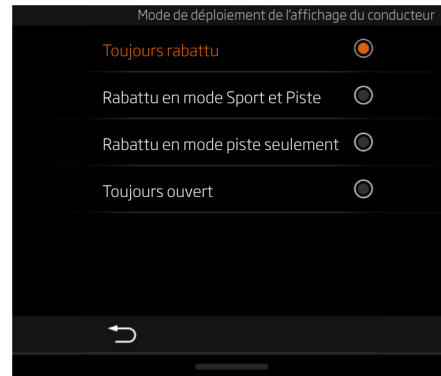 Mode de déploiement de l'affichage du conducteur
Toujours rabattu
Rabattu en mode Sport et Piste
Rabattu en mode piste seulement
Toujours ouvert